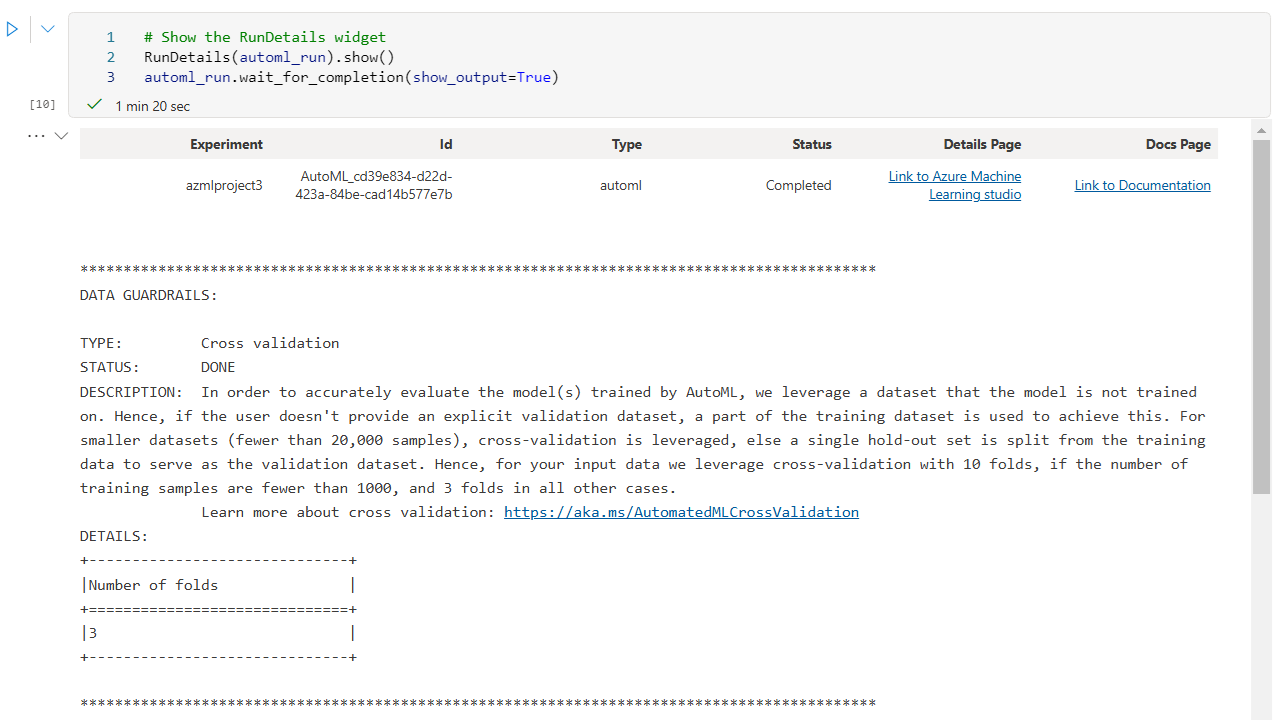 1 # Show the RunDetails widget
2 RunDetails(automl_run).show()
3 automl_run.wait_for_completion(show_output=True)
[10] 1 min 20 sec
Experiment Id Type Status Details Page Docs Page
azmlproject3 AutoML_cd39e834-d22d-423a-84be-cad14b577e7b automl Completed Link to Azure Machine Learning studio Link to Documentation
********************************************************************************************
DATA GUARDRAILS:
TYPE: Cross validation
STATUS: DONE
DESCRIPTION: In order to accurately evaluate the model(s) trained by AutoML, we leverage a dataset that the model is not trained
on. Hence, if the user doesn't provide an explicit validation dataset, a part of the training dataset is used to achieve this. For
smaller datasets (fewer than 20,000 samples), cross-validation is leveraged, else a single hold-out set is split from the training
data to serve as the validation dataset. Hence, for your input data we leverage cross-validation with 10 folds, if the number of
training samples are fewer than 1000, and 3 folds in all other cases.
Learn more about cross validation: https://aka.ms/AutomatedMLCrossValidation
DETAILS:
+------------------------------+
|Number of folds |
+==============================+
|3 |
+------------------------------+
********************************************************************************************